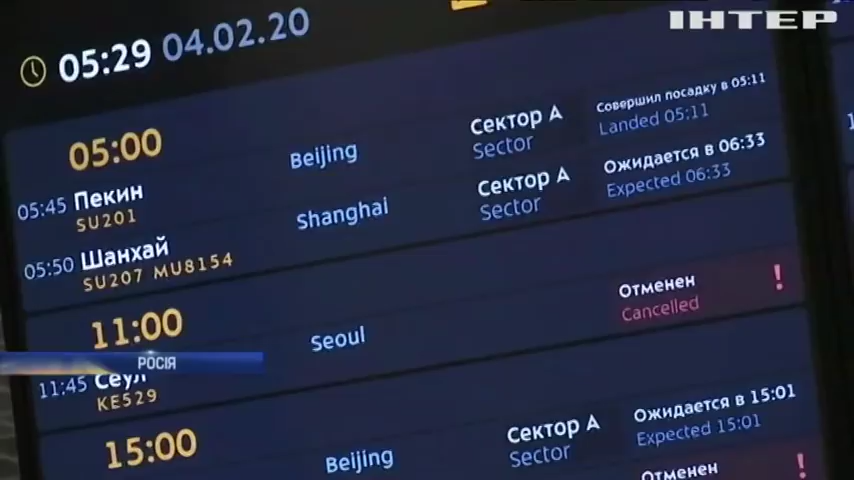 ІНТЕР
05:29 04.02.20
05:00
05:45 Пекин Beijing Сектор А Совершил посадку в 05:11
SU201 Sector Landed 05:11
05:50 Шанхай Shanghai Сектор А Ожидается в 06:33
SU207 MU8154 Sector Expected 06:33
11:00
11:45 Сеул Seoul Отменен !
KE529 Cancelled
РОСІЯ
15:00
Beijing Сектор А Ожидается в 15:01
Sector Expected 15:01
Отменен !